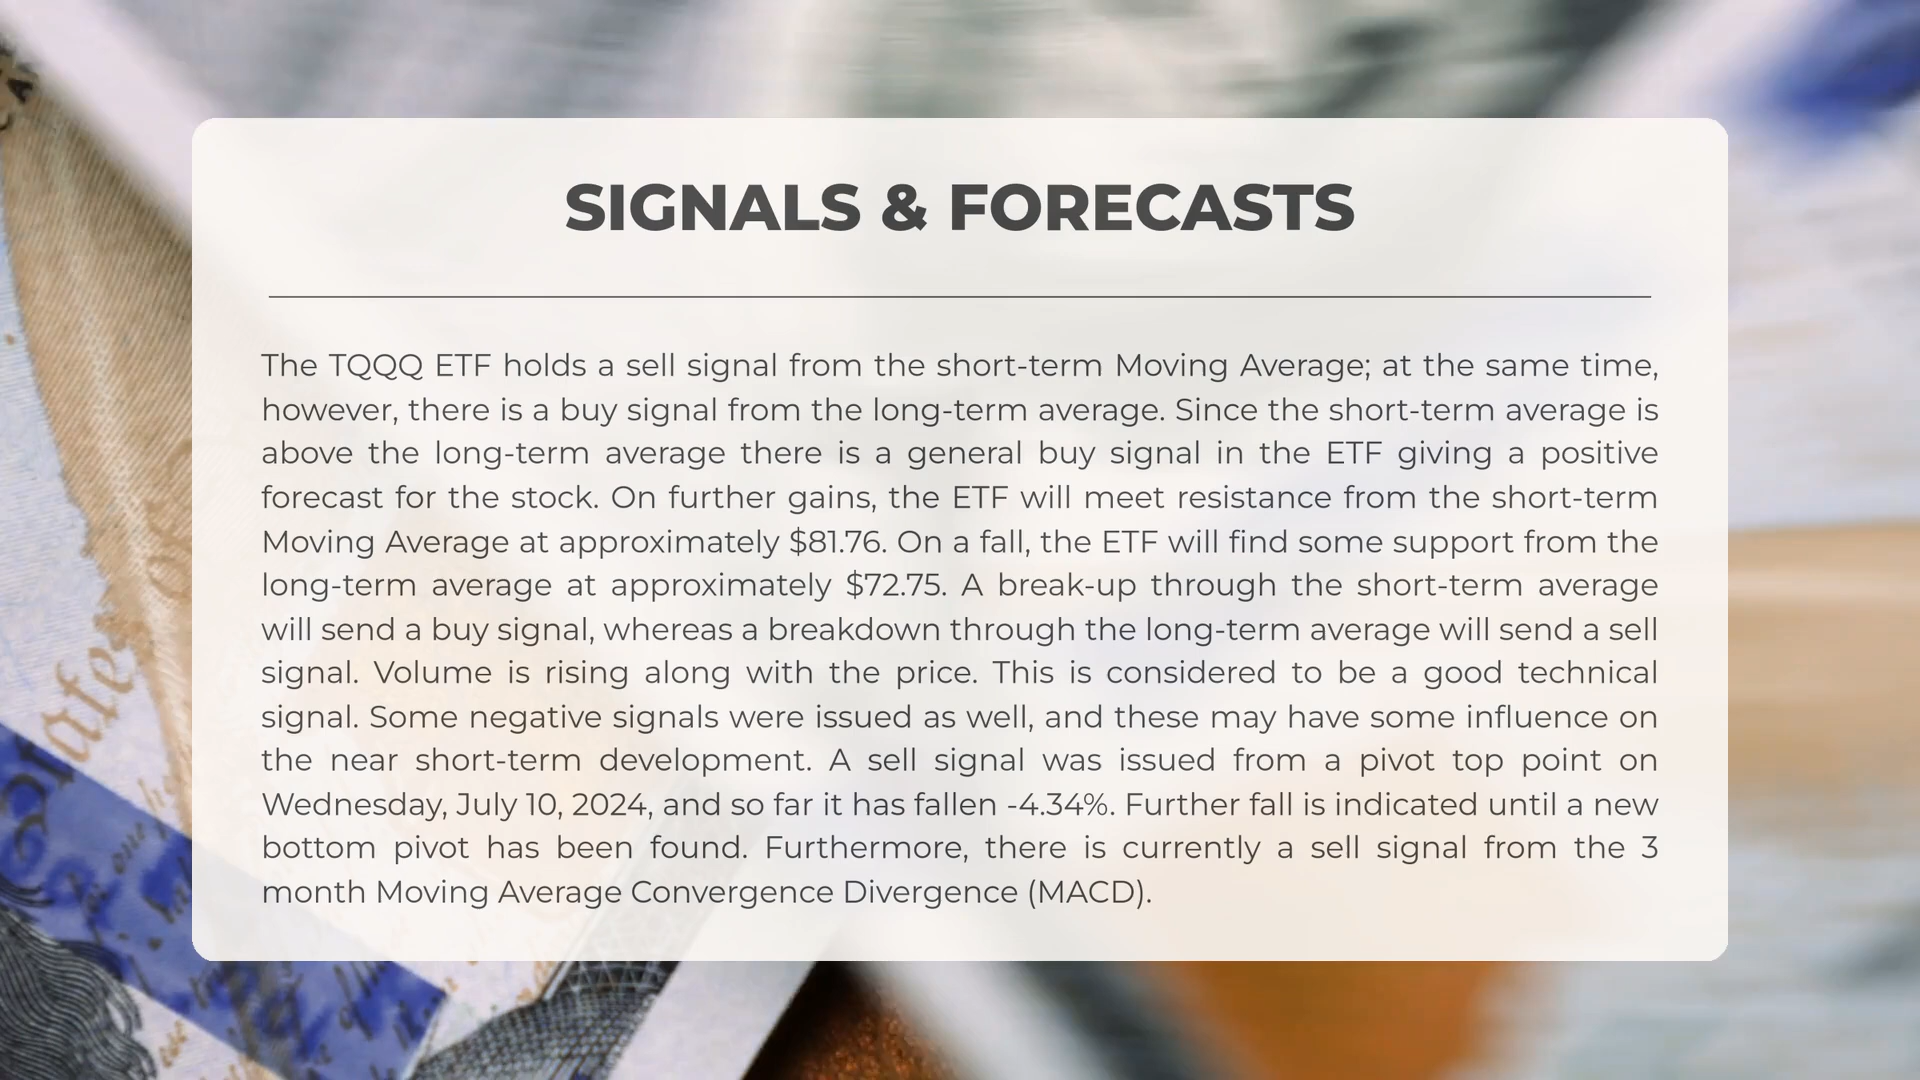 SIGNALS & FORECASTS
The TQQQ ETF holds a sell signal from the short-term Moving Average; at the same time,
however, there is a buy signal from the long-term average. Since the short-term average is
above the long-term average there is a general buy signal in the ETF giving a positive
forecast for the stock. On further gains, the ETF will meet resistance from the short-term
Moving Average at approximately $81.76. On a fall, the ETF will find some support from the
long-term average at approximately $72.75. A break-up through the short-term average
will send a buy signal, whereas a breakdown through the long-term average will send a sell
signal. Volume is rising along with the price. This is considered to be a good technical
signal. Some negative signals were issued as well, and these may have some influence on
the near short-term development. A sell signal was issued from a pivot top point on
Wednesday, July 10, 2024, and so far it has fallen -4.34%. Further fall is indicated until a new
bottom pivot has been found. Furthermore, there is currently a sell signal from the 3
month Moving Average Convergence Divergence (MACD).